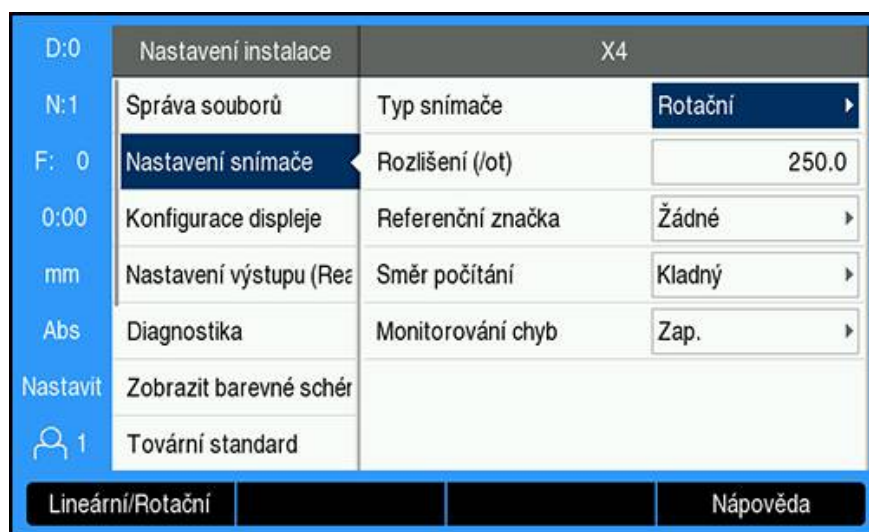 D:0
N:1
F: 0
0:00
mm
Abs
Nastavit
1
Nastavení instalace
Správa souborů
Nastavení snímače
Konfigurace displeje
Nastavení výstupu (Rea
Diagnostika
Zobrazit barevné schér
Tovární standard
X4
Typ snímače Rotační
Rozlišení (/ot) 250.0
Referenční značka Žádné
Směr počítání Kladný
Monitorování chyb Zap.
Lineární/Rotační Nápověda